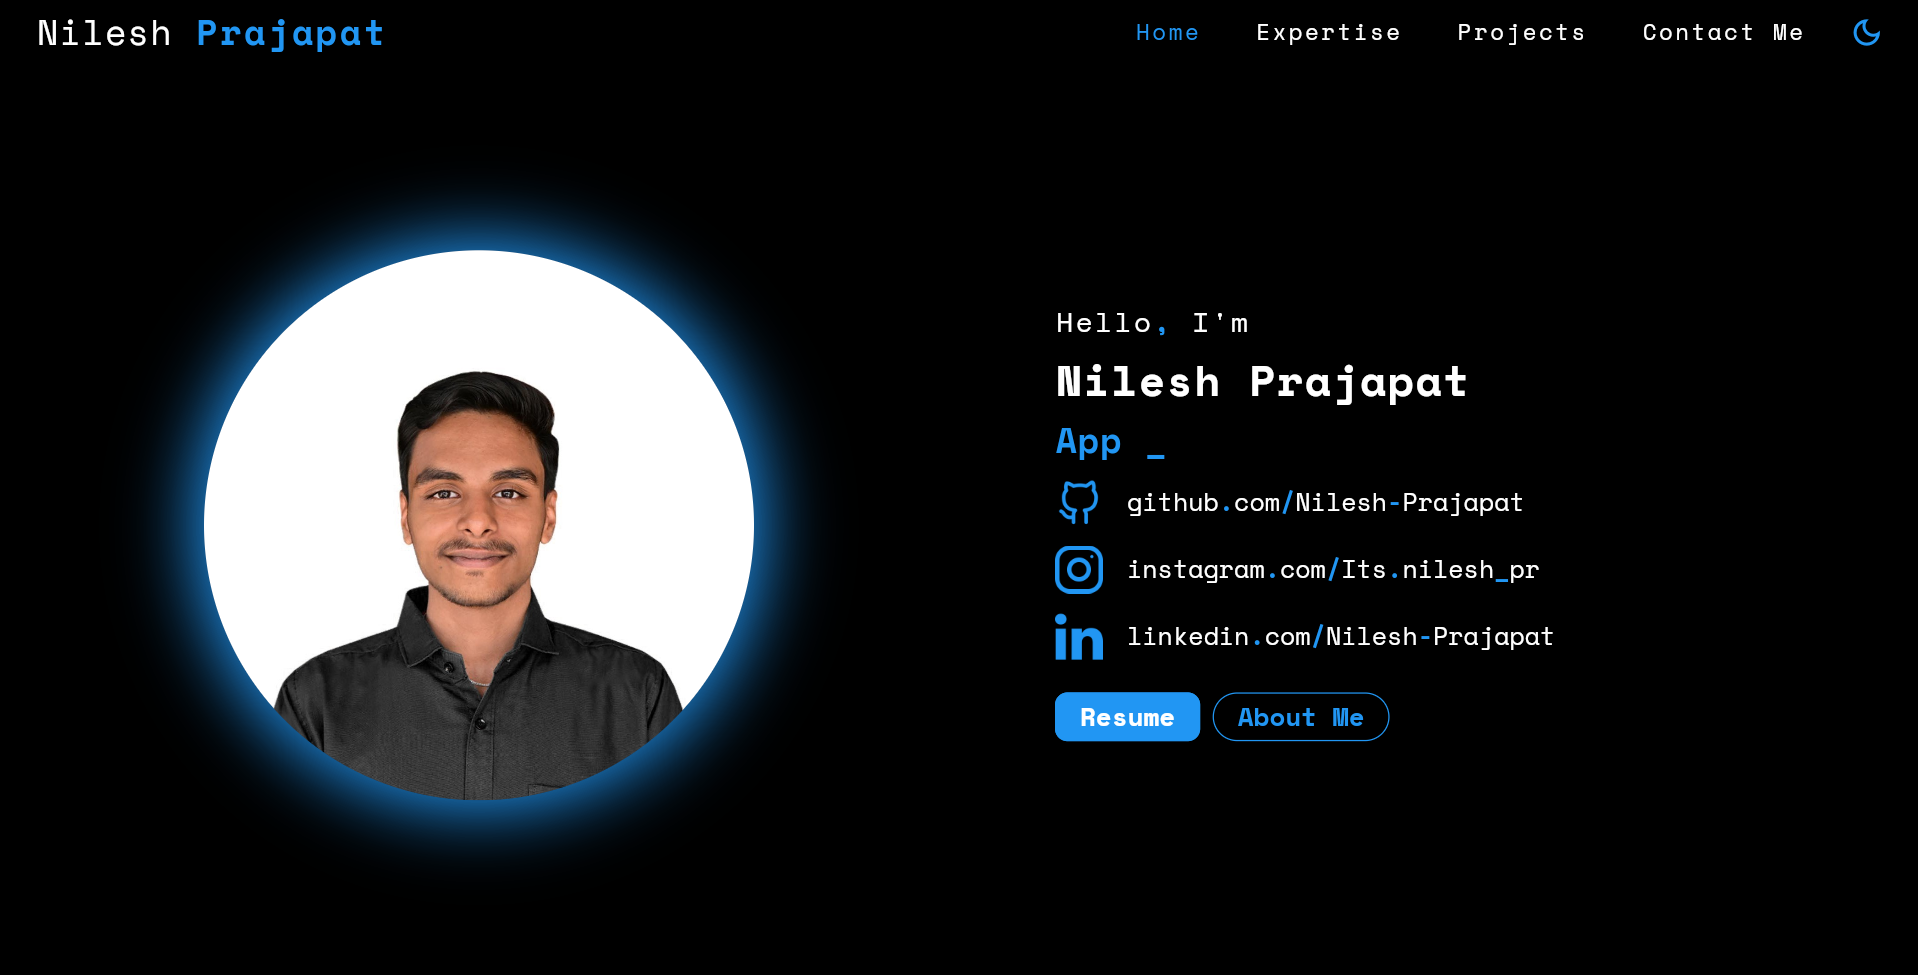 Nilesh Prajapat
Home Expertise Projects Contact Me
Hello, I'm
Nilesh Prajapat
App _
github.com/Nilesh-Prajapat
instagram.com/Its.nilesh_pr
linkedin.com/Nilesh-Prajapat
Resume About Me